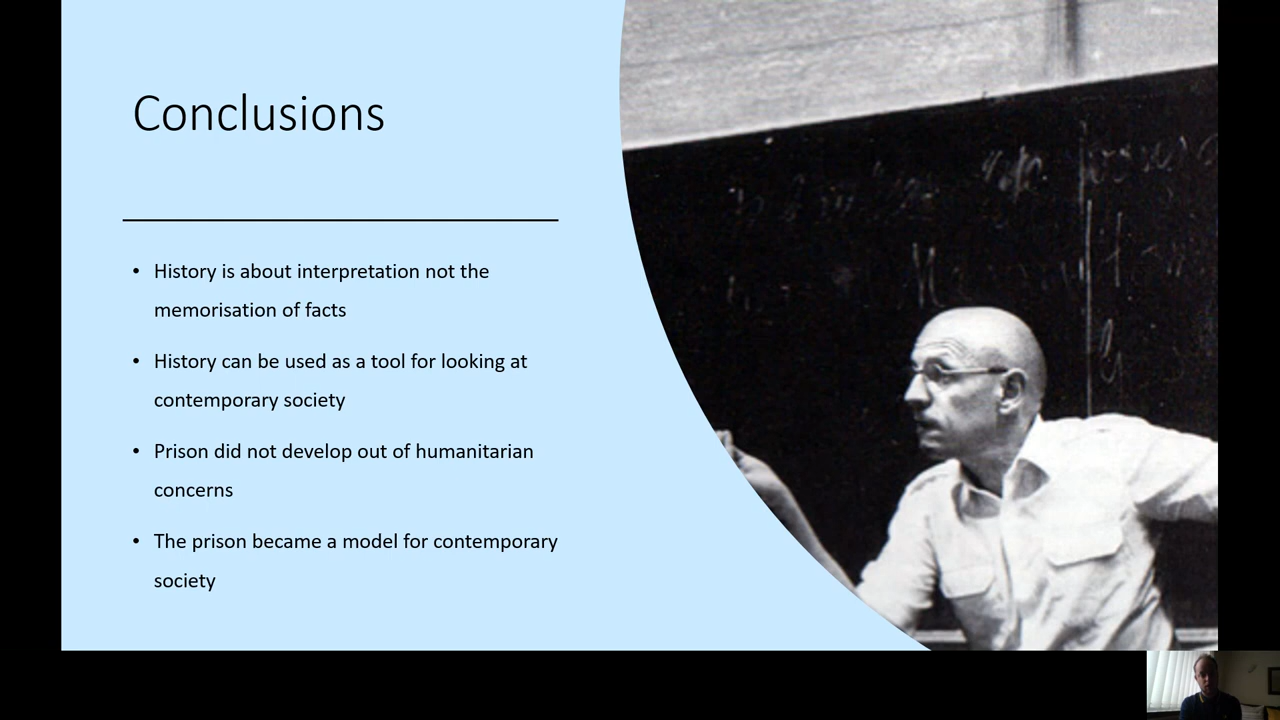 Conclusions
• History is about interpretation not the
memorisation of facts
• History can be used as a tool for looking at
contemporary society
• Prison did not develop out of humanitarian
concerns
• The prison became a model for contemporary
society